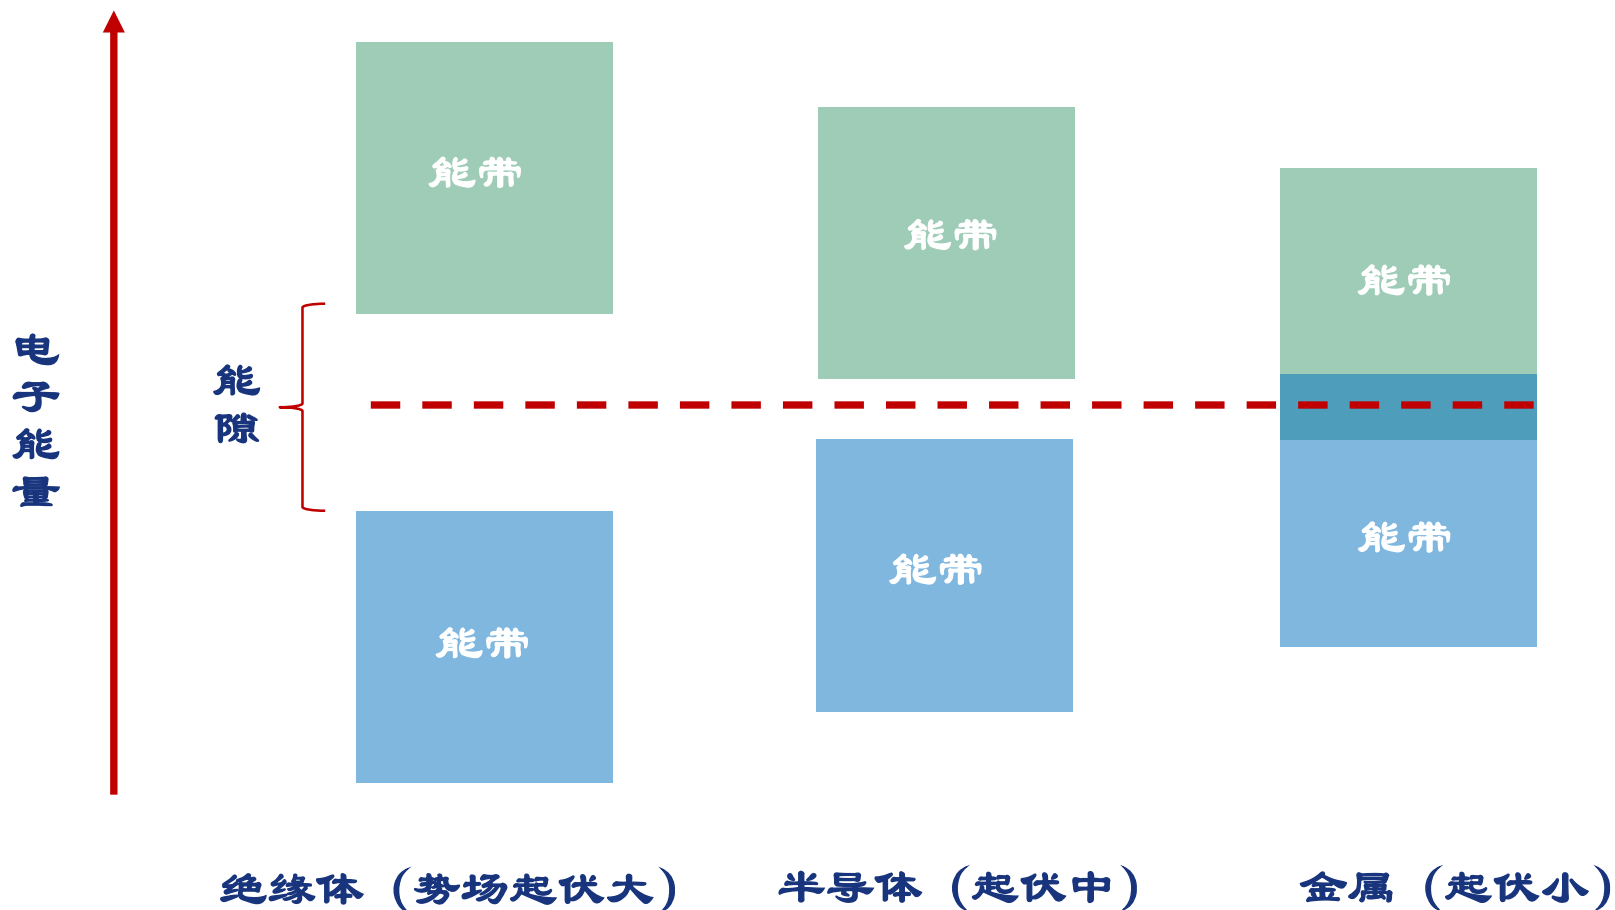 电子能量
能隙
能带
能带
能带
能带
能带
能带
绝缘体（势场起伏大）
半导体（起伏中）
金属（起伏小）